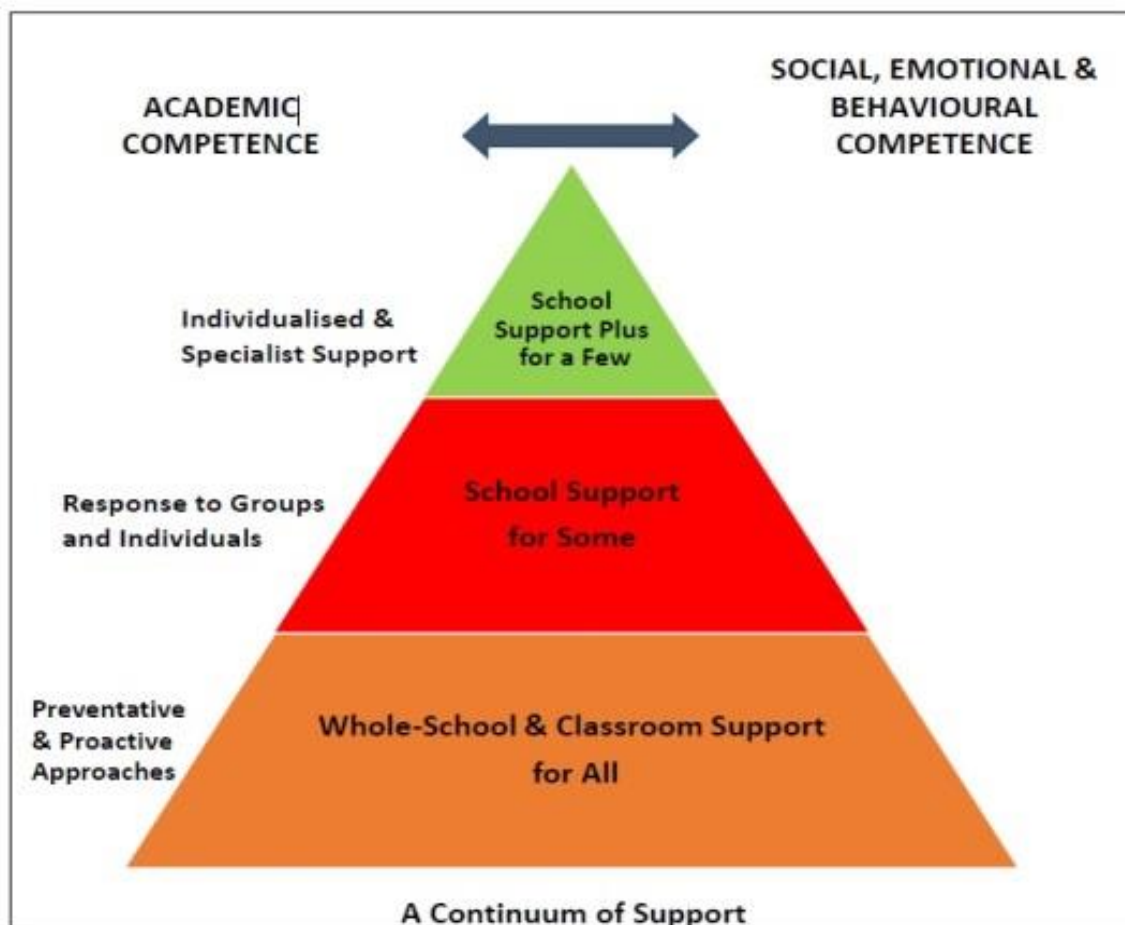 ACADEMIC
COMPETENCE
SOCIAL, EMOTIONAL &
BEHAVIOURAL
COMPETENCE
Individualised &
Specialist Support
School
Support Plus
for a Few
Response to Groups
and Individuals
School Support
for Some
Preventative
& Proactive
Approaches
Whole-School & Classroom Support
for All
A Continuum of Support